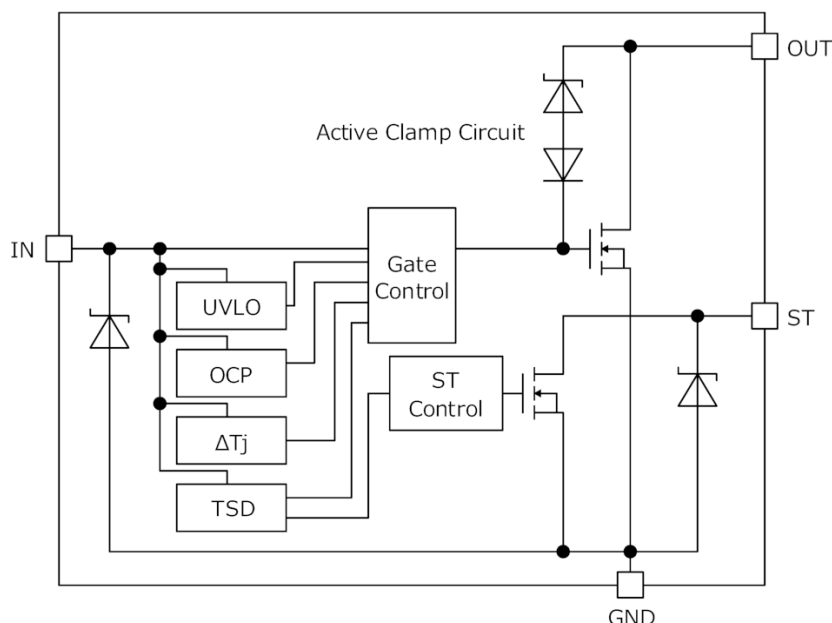 OUT
Active Clamp Circuit
IN
Gate
Control
UVLO
ST
OCP
ST
Control
ΔTj
TSD
GND